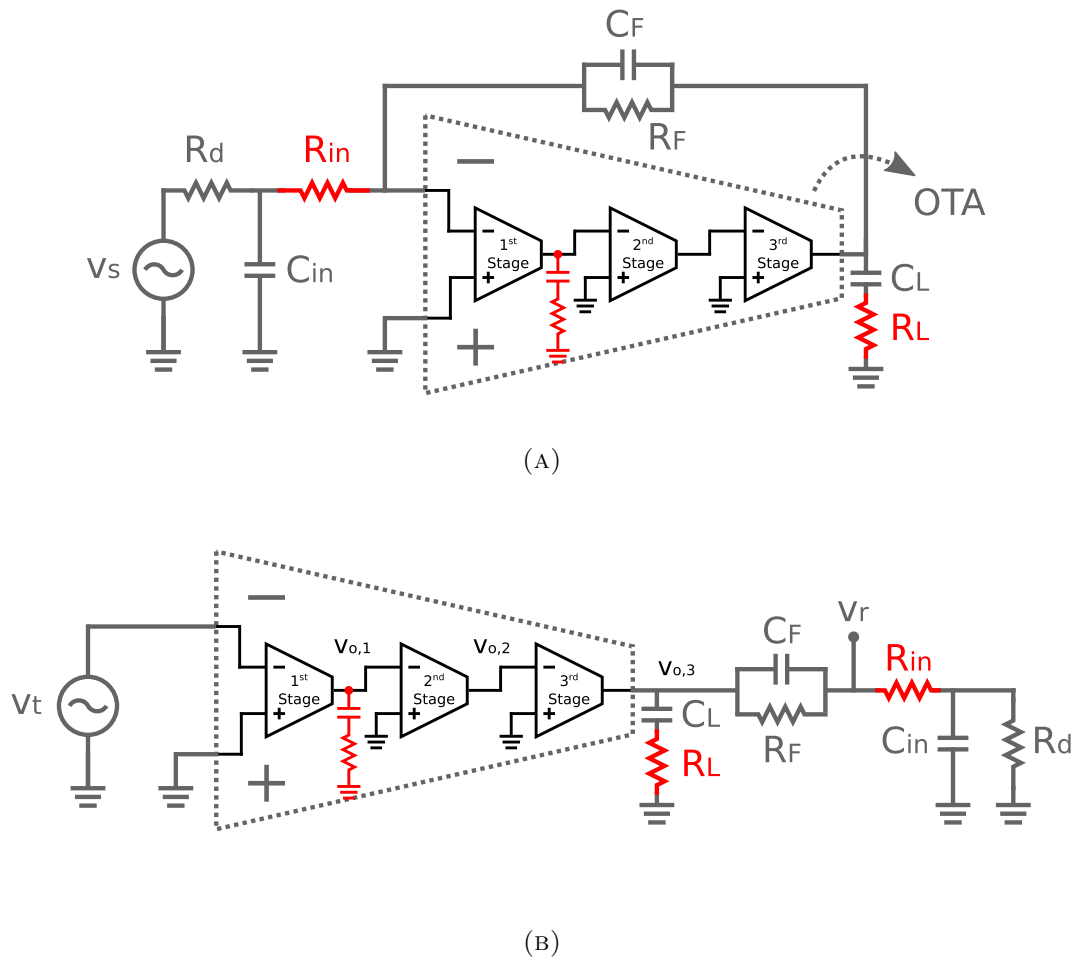 CF
RF
Rd
Rin
−
OTA
vs
Cin
−
1st
Stage
+
−
2nd
Stage
+
−
3rd
Stage
+
CL
RL
+
(A)
−
vr
CF
vo,1
vo,2
vo,3
Rin
vt
−
1st
Stage
+
−
2nd
Stage
+
−
3rd
Stage
+
CL
RL
RF
Cin
Rd
+
(B)